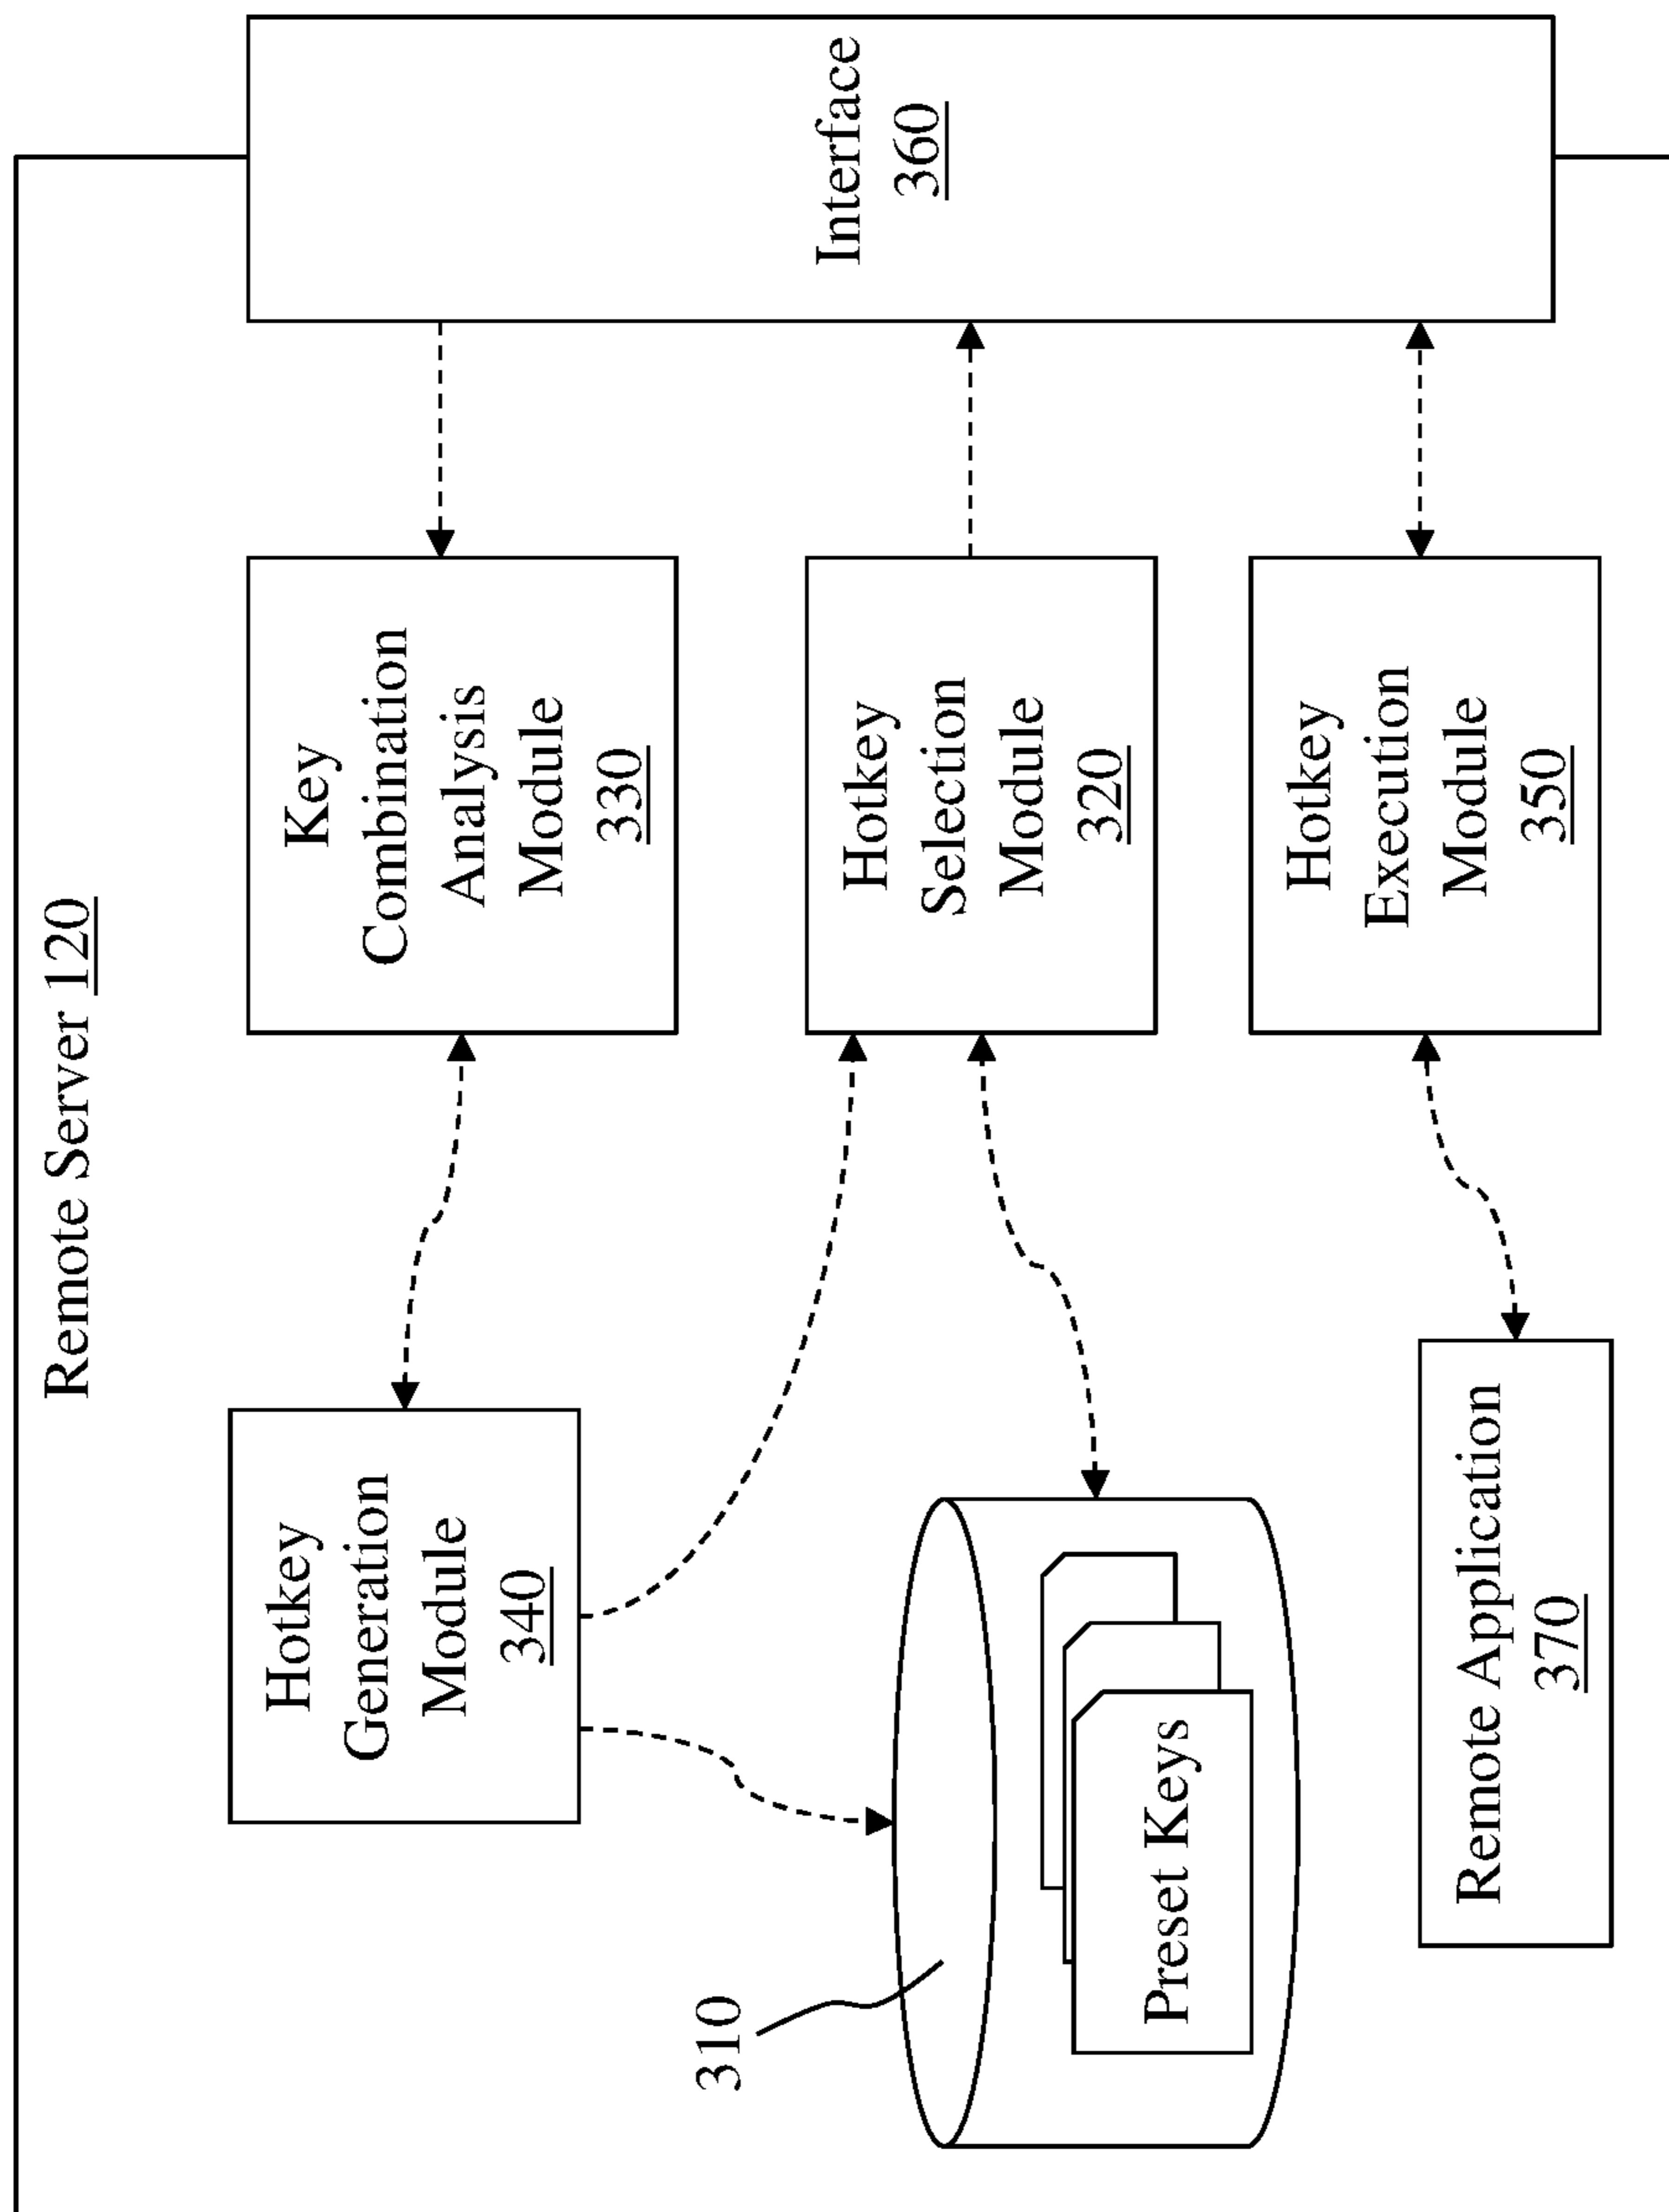 Remote Server 120
Hotkey
Generation
Module
340
Key
Combination
Analysis
Module
330
Interface
360
310
Preset Keys
Hotkey
Selection
Module
320
Remote Application
370
Hotkey
Execution
Module
350